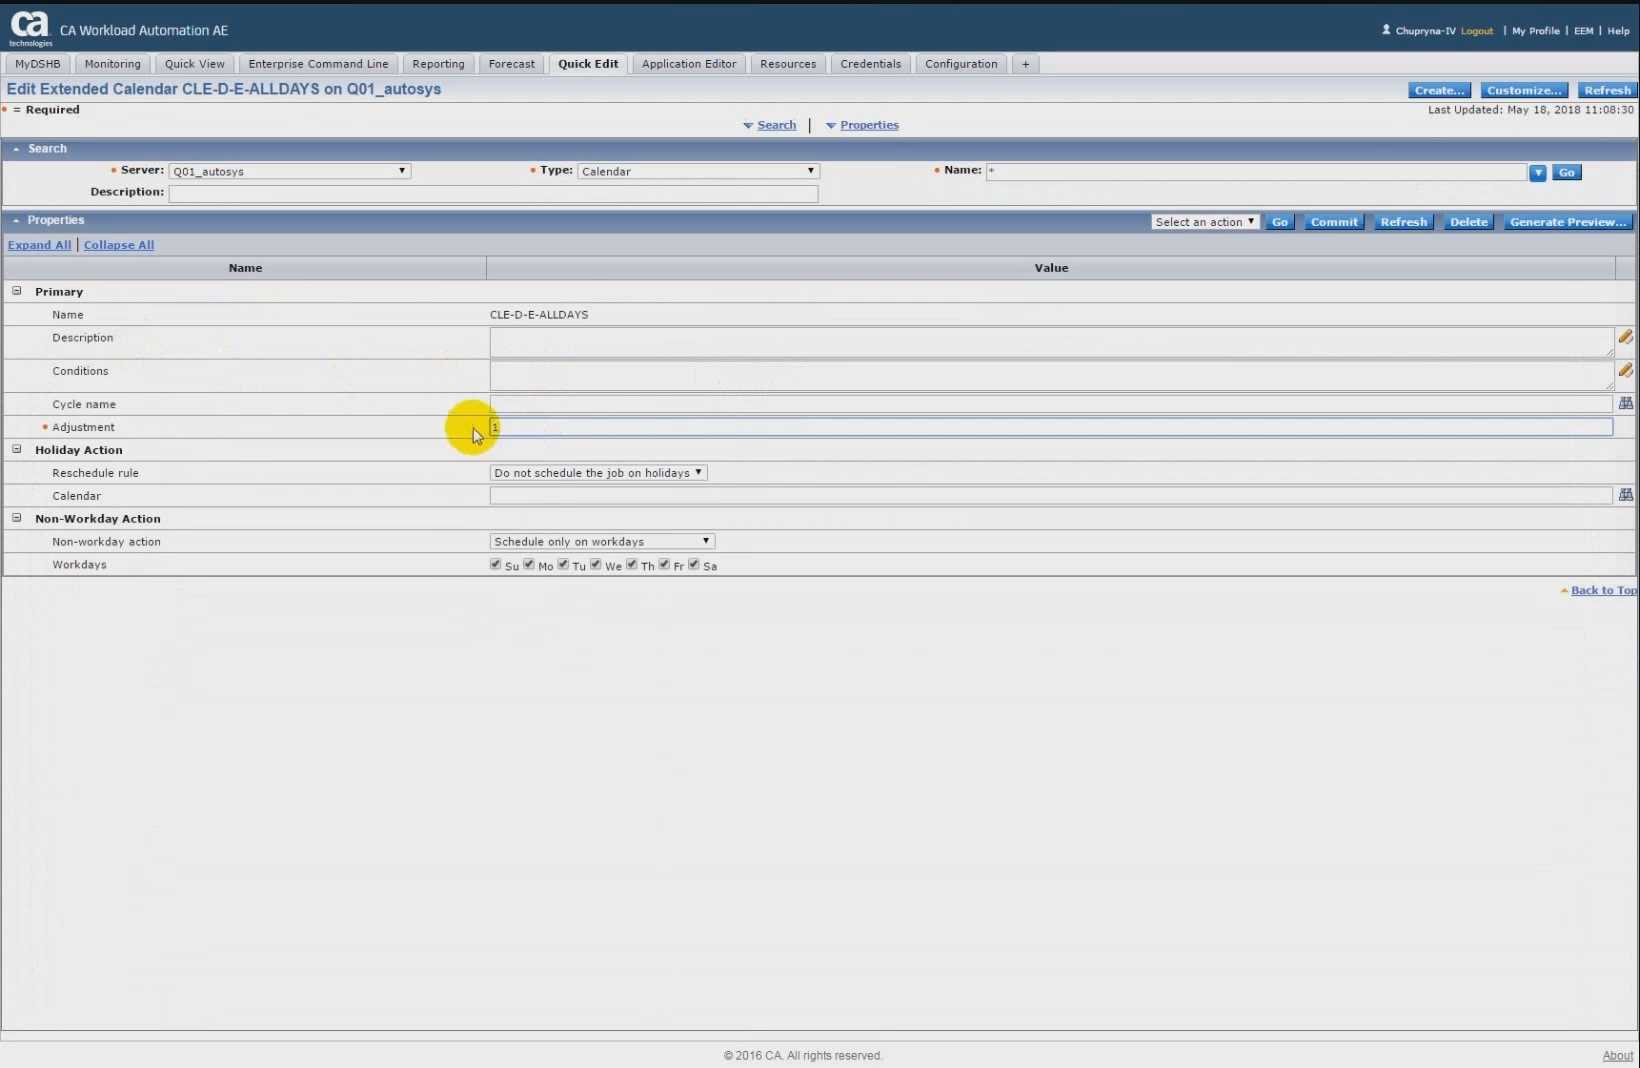 ca
technologies
CA Workload Automation AE
Chupryna-IV Logout | My Profile | EEM | Help
MyDSHB Monitoring Quick View Enterprise Command Line Reporting Forecast Quick Edit Application Editor Resources Credentials Configuration +
Edit Extended Calendar CLE-D-E-ALLDAYS on Q01_autosys
Create... Customize... Refresh
= Required
Last Updated: May 18, 2018 11:08:30
Search | Properties
Search
Server: Q01_autosys Type: Calendar Name: * Go
Description:
Properties
Select an action Go Commit Refresh Delete Generate Preview...
Expand All | Collapse All
Name Value
Primary
Name CLE-D-E-ALLDAYS
Description
Conditions
Cycle name
Adjustment 1
Holiday Action
Reschedule rule Do not schedule the job on holidays
Calendar
Non-Workday Action
Non-workday action Schedule only on workdays
Workdays Su Mo Tu We Th Fr Sa
Back to Top
© 2016 CA. All rights reserved.
About